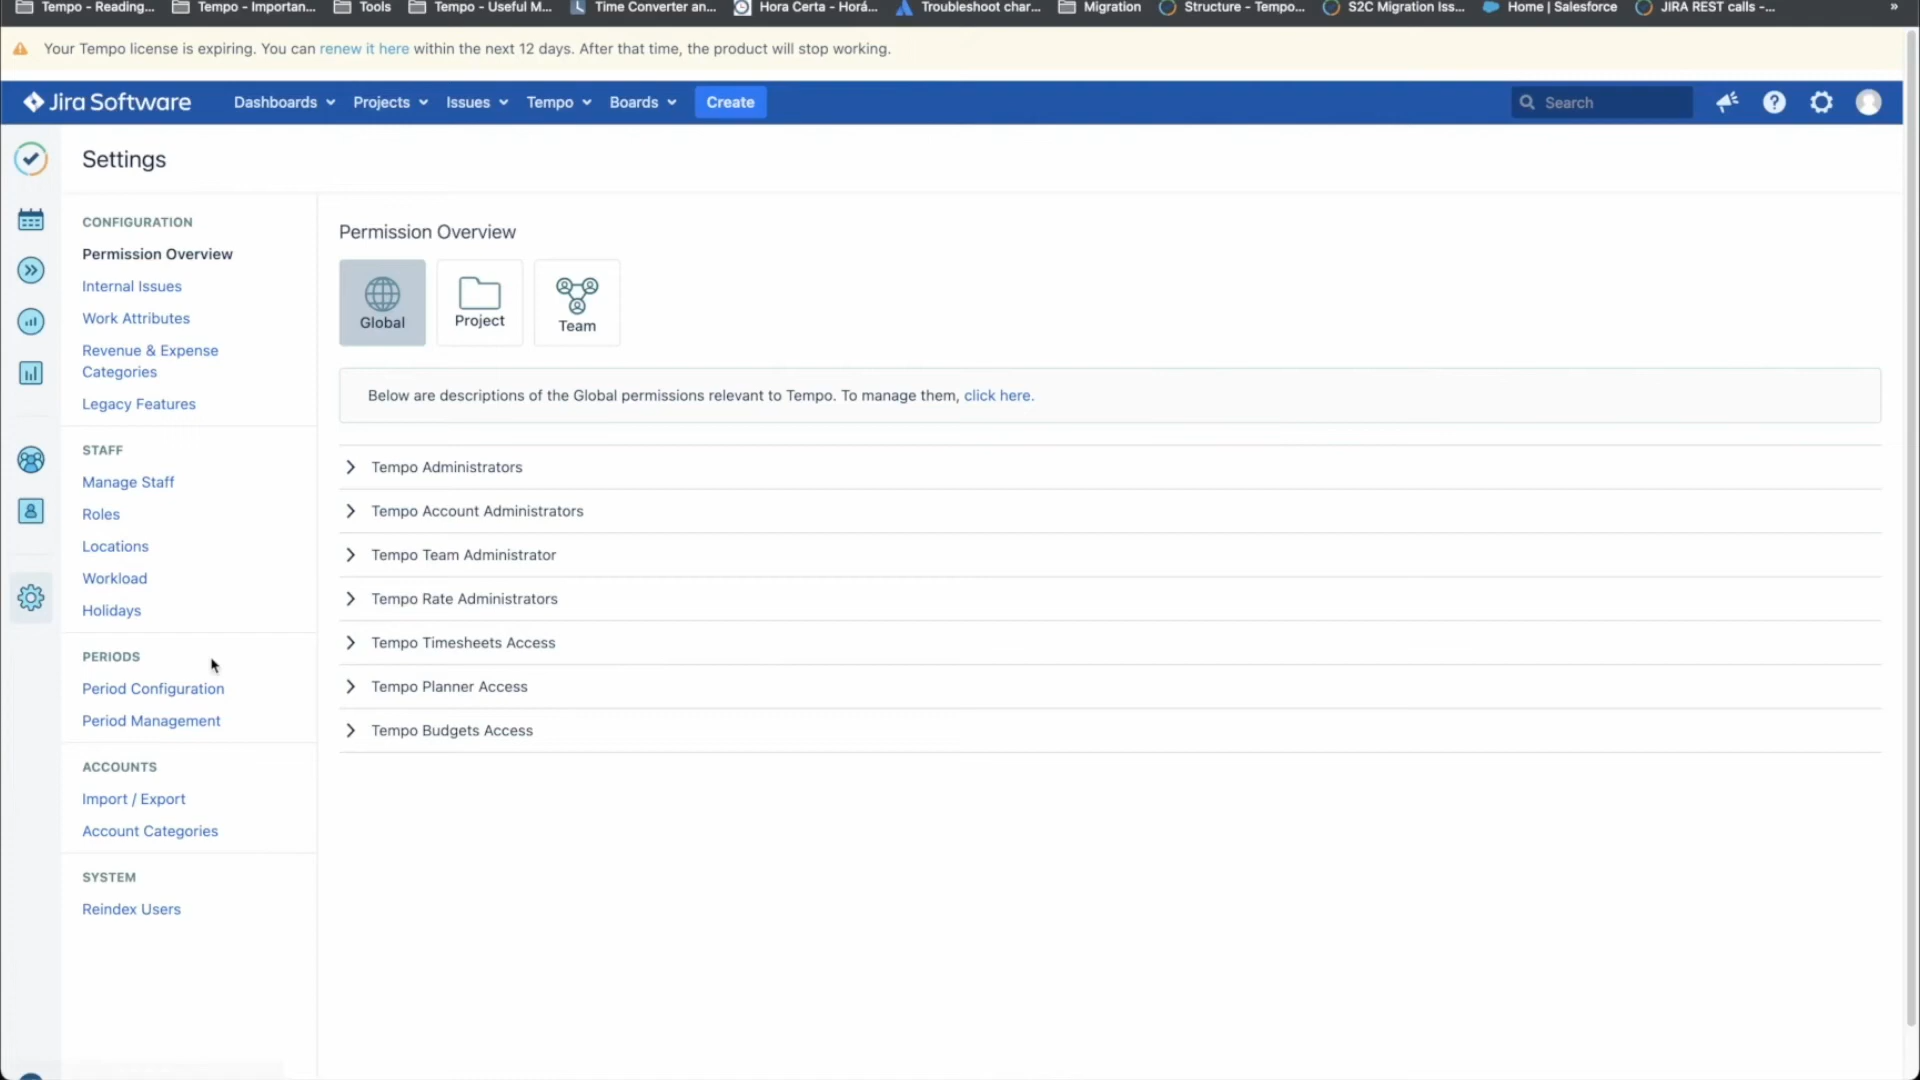 Tempo - Reading...
Tempo - Importan...
Tools
Tempo - Useful M...
Time Converter an...
Hora Certa - Horá...
Troubleshoot char...
Migration
Structure - Tempo...
S2C Migration Iss...
Home | Salesforce
JIRA REST calls -...
»
Your Tempo license is expiring. You can renew it here within the next 12 days. After that time, the product will stop working.
Jira Software
Dashboards
Projects
Issues
Tempo
Boards
Create
Search
Settings
CONFIGURATION
Permission Overview
Internal Issues
Work Attributes
Revenue & Expense
Categories
Legacy Features
STAFF
Manage Staff
Roles
Locations
Workload
Holidays
PERIODS
Period Configuration
Period Management
ACCOUNTS
Import / Export
Account Categories
SYSTEM
Reindex Users
Permission Overview
Global
Project
Team
Below are descriptions of the Global permissions relevant to Tempo. To manage them, click here.
Tempo Administrators
Tempo Account Administrators
Tempo Team Administrator
Tempo Rate Administrators
Tempo Timesheets Access
Tempo Planner Access
Tempo Budgets Access